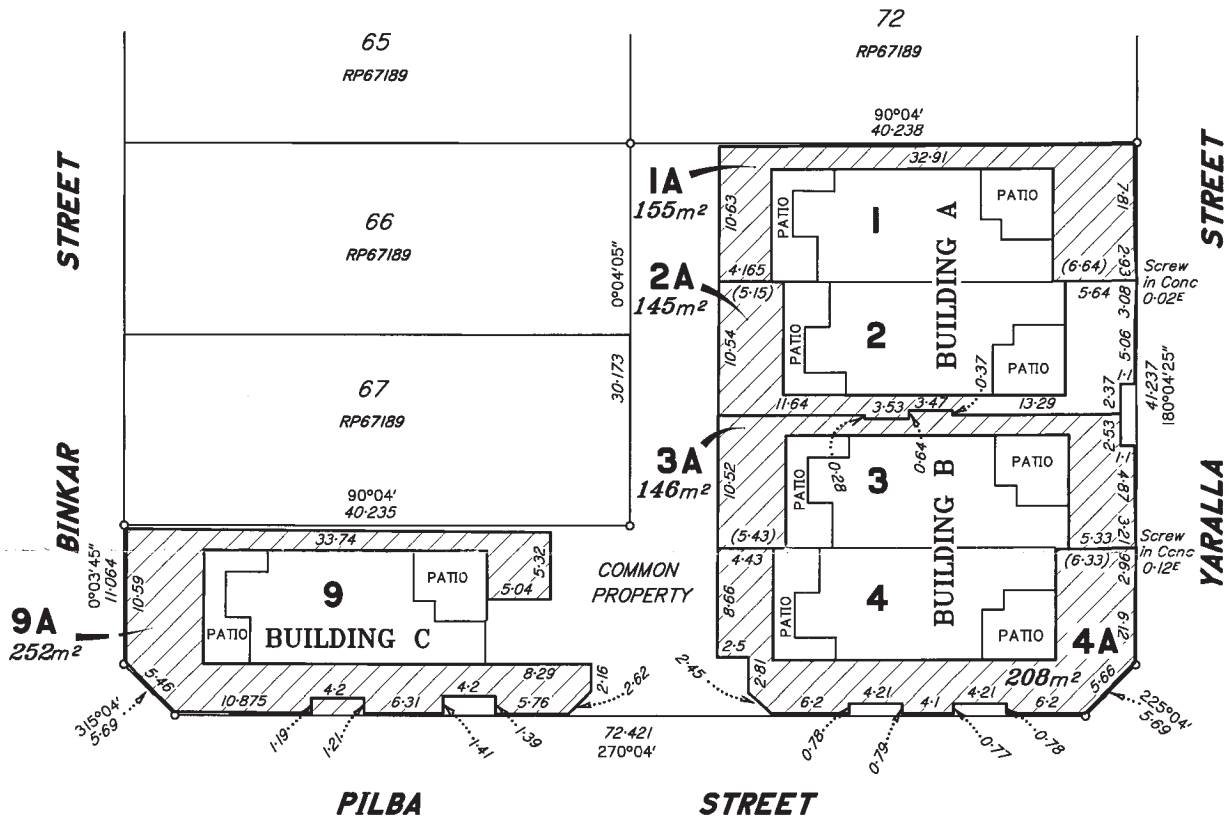 72
65
RP67189
RP67189
90°04'
40·238
STREET
STREET
32·91
1A
155m²
10·63
PATIO
1
PATIO
BUILDING A
7·81
2·93
66
RP67189
0°04'05"
4·165
(6·64)
Screw
in Conc
0·02E
2A
145m²
(5·15)
5·64
3·08
10·54
PATIO
2
PATIO
5·06
1·1
41·237
180°04'25"
67
RP67189
30·173
0·37
2·37
11·64
3·53
3·47
13·29
0·64
0·28
2·53
3A
146m²
10·52
PATIO
3
PATIO
BUILDING B
1·1
4·87
3·21
BINKAR
YARALLA
90°04'
40·235
(5·43)
5·33
Screw
in Conc
0·12E
33·74
4·43
(6·33)
2·96
0°03'45"
11·064
10·59
5·32
5·04
COMMON
PROPERTY
8·66
PATIO
4
PATIO
6·12
9A
252m²
PATIO
9
PATIO
BUILDING C
4A
208m²
2·5
2·81
8·29
2·16
2·62
2·45
5·46
5·66
315°04'
5·69
225°04'
5·69
10·875
4·2
6·31
4·2
5·76
6·2
4·21
4·1
4·21
6·2
1·19
1·21
1·41
1·39
72·421
270°04'
0·78
0·79
0·77
0·78
PILBA
STREET